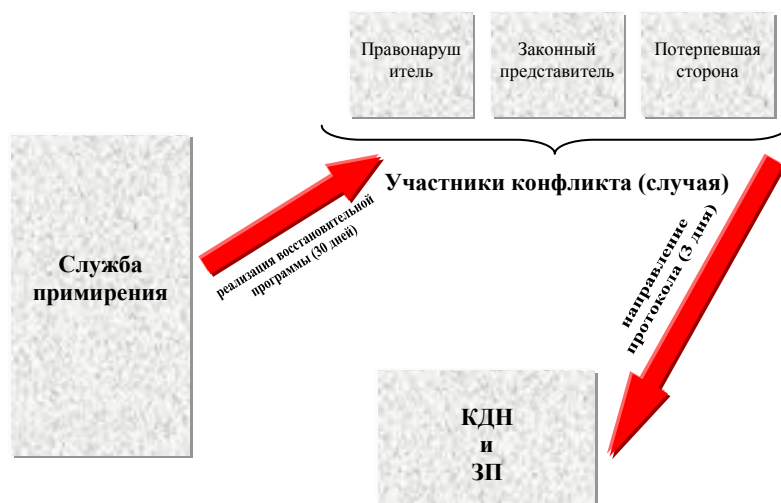 Правонаруш
итель
Законный
представитель
Потерпевшая
сторона
Участники конфликта (случая)
Служба
примирения
реализация восстановительной
программы (30 дней)
направление
протокола (3 дня)
КДН
и
ЗП